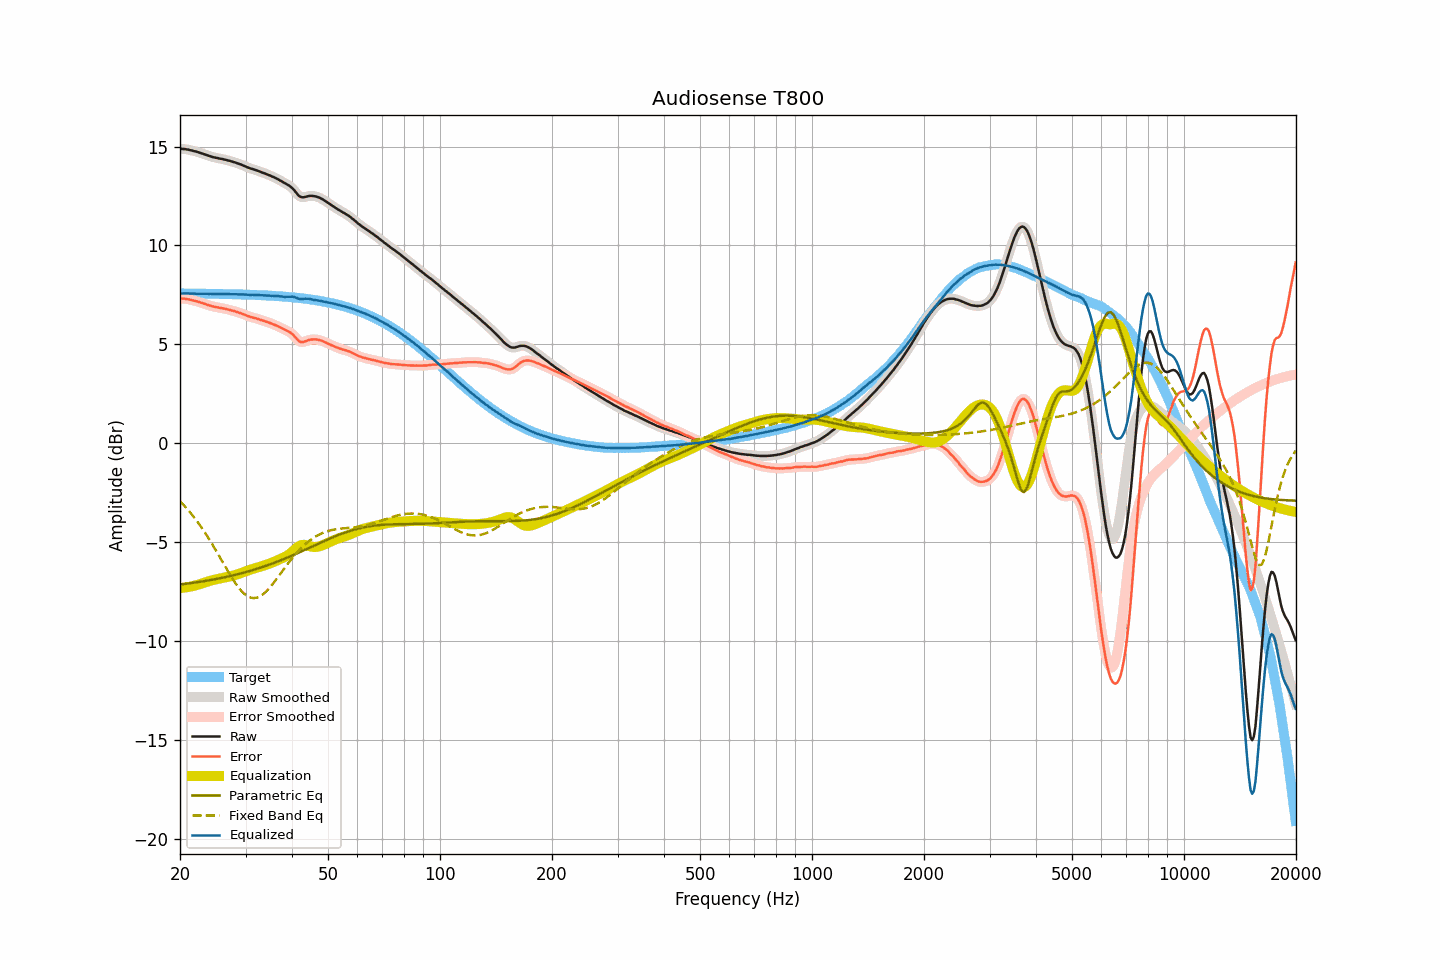 Audiosense T800
15
10
5
0
−5
−10
−15
−20
Amplitude (dBr)
Target
Raw Smoothed
Error Smoothed
Raw
Error
Equalization
Parametric Eq
Fixed Band Eq
Equalized
20 50 100 200 500 1000 2000 5000 10000 20000
Frequency (Hz)